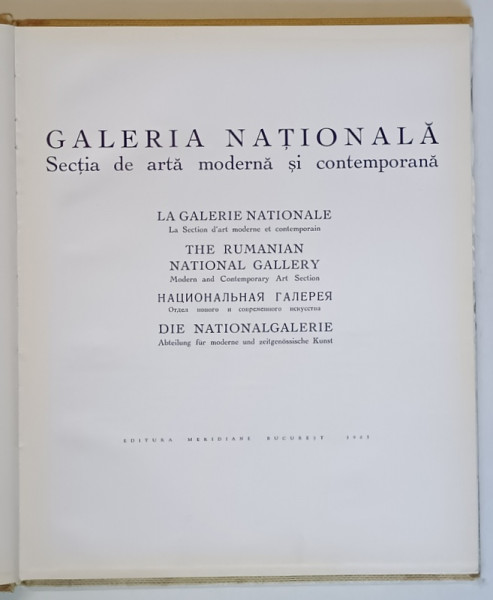 GALERIA NAȚIONALĂ
Secția de artă modernă și contemporană
LA GALERIE NATIONALE
La Section d'art moderne et contemporain
THE RUMANIAN
NATIONAL GALLERY
Modern and Contemporary Art Section
НАЦИОНАЛЬНАЯ ГАЛЕРЕЯ
Отдел нового и современного искусства
DIE NATIONALGALERIE
Abteilung für moderne und zeitgenössische Kunst
EDITURA MERIDIANE BUCUREȘTI